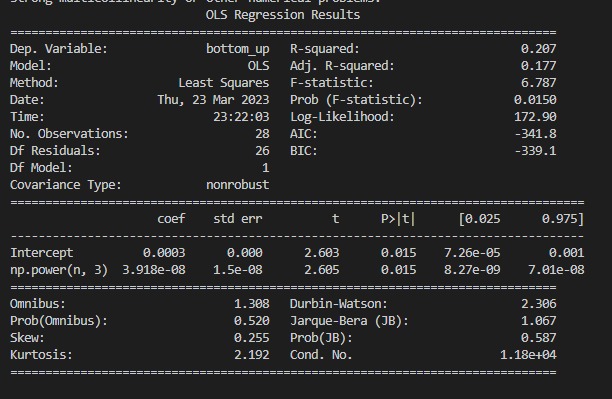 strong multicollinearity or other numerical problems.
OLS Regression Results
==============================================================================
Dep. Variable:              bottom_up   R-squared:                       0.207
Model:                            OLS   Adj. R-squared:                  0.177
Method:                 Least Squares   F-statistic:                     6.787
Date:                Thu, 23 Mar 2023   Prob (F-statistic):             0.0150
Time:                        23:22:03   Log-Likelihood:                 172.90
No. Observations:                  28   AIC:                            -341.8
Df Residuals:                      26   BIC:                            -339.1
Df Model:                           1
Covariance Type:            nonrobust
==================================================================================
                     coef    std err          t      P>|t|      [0.025      0.975]
----------------------------------------------------------------------------------
Intercept          0.0003      0.000      2.603      0.015    7.26e-05       0.001
np.power(n, 3)  3.918e-08    1.5e-08      2.605      0.015    8.27e-09    7.01e-08
==============================================================================
Omnibus:                        1.308   Durbin-Watson:                   2.306
Prob(Omnibus):                  0.520   Jarque-Bera (JB):                1.067
Skew:                           0.255   Prob(JB):                        0.587
Kurtosis:                       2.192   Cond. No.                     1.18e+04
==============================================================================